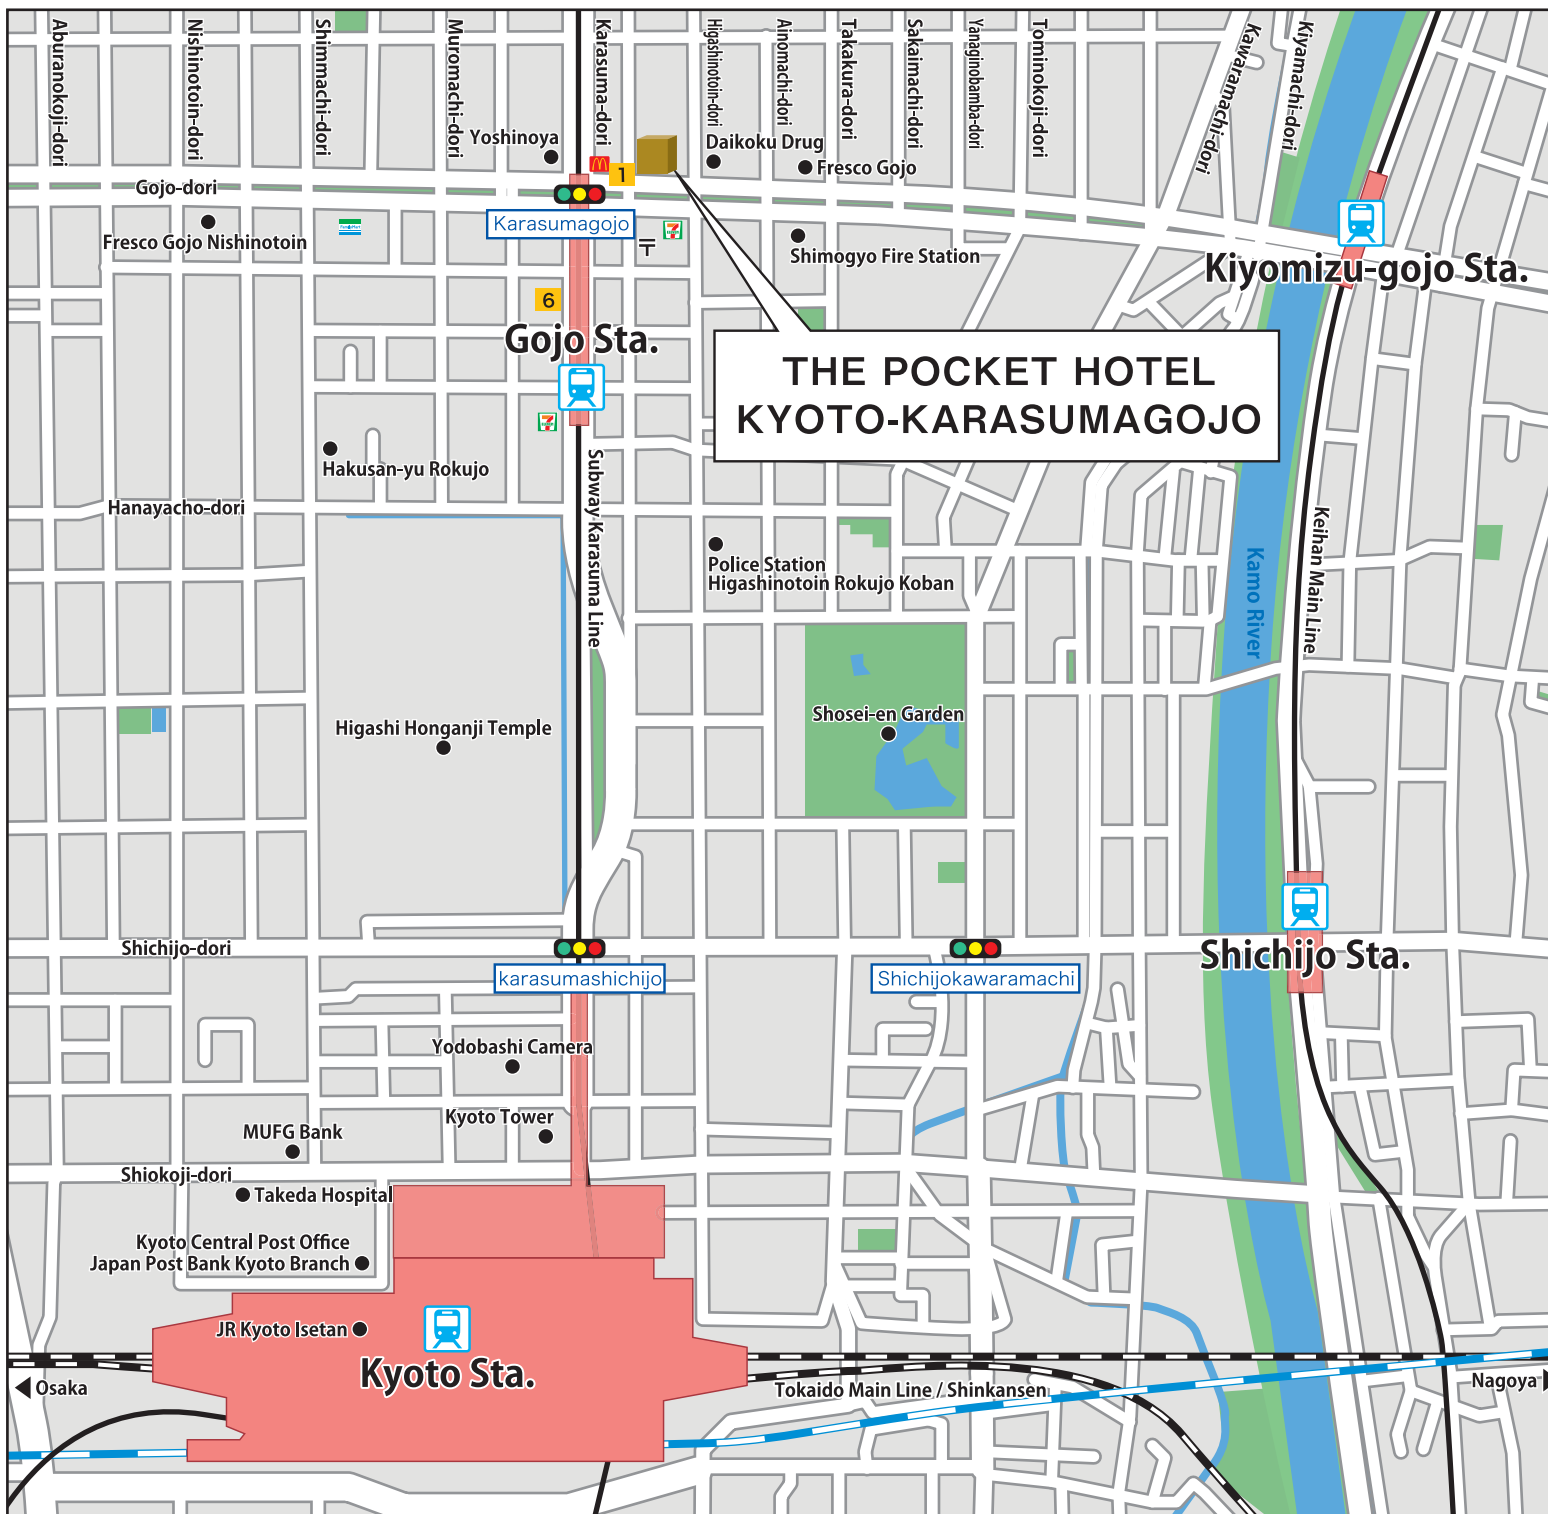 Aburanokoji-dori
Nishinotoin-dori
Shimmachi-dori
Muromachi-dori
Karasuma-dori
Higashinotoin-dori
Ainomachi-dori
Takakura-dori
Sakaimachi-dori
Yanaginobamba-dori
Tominokoji-dori
Kawaramachi-dori
Kiyamachi-dori
Yoshinoya
Daikoku Drug
Fresco Gojo
1
Gojo-dori
Fresco Gojo Nishinotoin
FamilyMart
Karasumagojo
〒
7
Shimogyo Fire Station
Kiyomizu-gojo Sta.
6
Gojo Sta.
THE POCKET HOTEL
KYOTO-KARASUMAGOJO
7
Hakusan-yu Rokujo
Hanayacho-dori
Subway Karasuma Line
Police Station
Higashinotoin Rokujo Koban
Kamo River
Keihan Main Line
Higashi Honganji Temple
Shosei-en Garden
Shichijo-dori
karasumashichijo
Shichijokawaramachi
Shichijo Sta.
Yodobashi Camera
Kyoto Tower
MUFG Bank
Shiokoji-dori
Takeda Hospital
Kyoto Central Post Office
Japan Post Bank Kyoto Branch
JR Kyoto Isetan
Kyoto Sta.
Osaka
Tokaido Main Line / Shinkansen
Nagoya